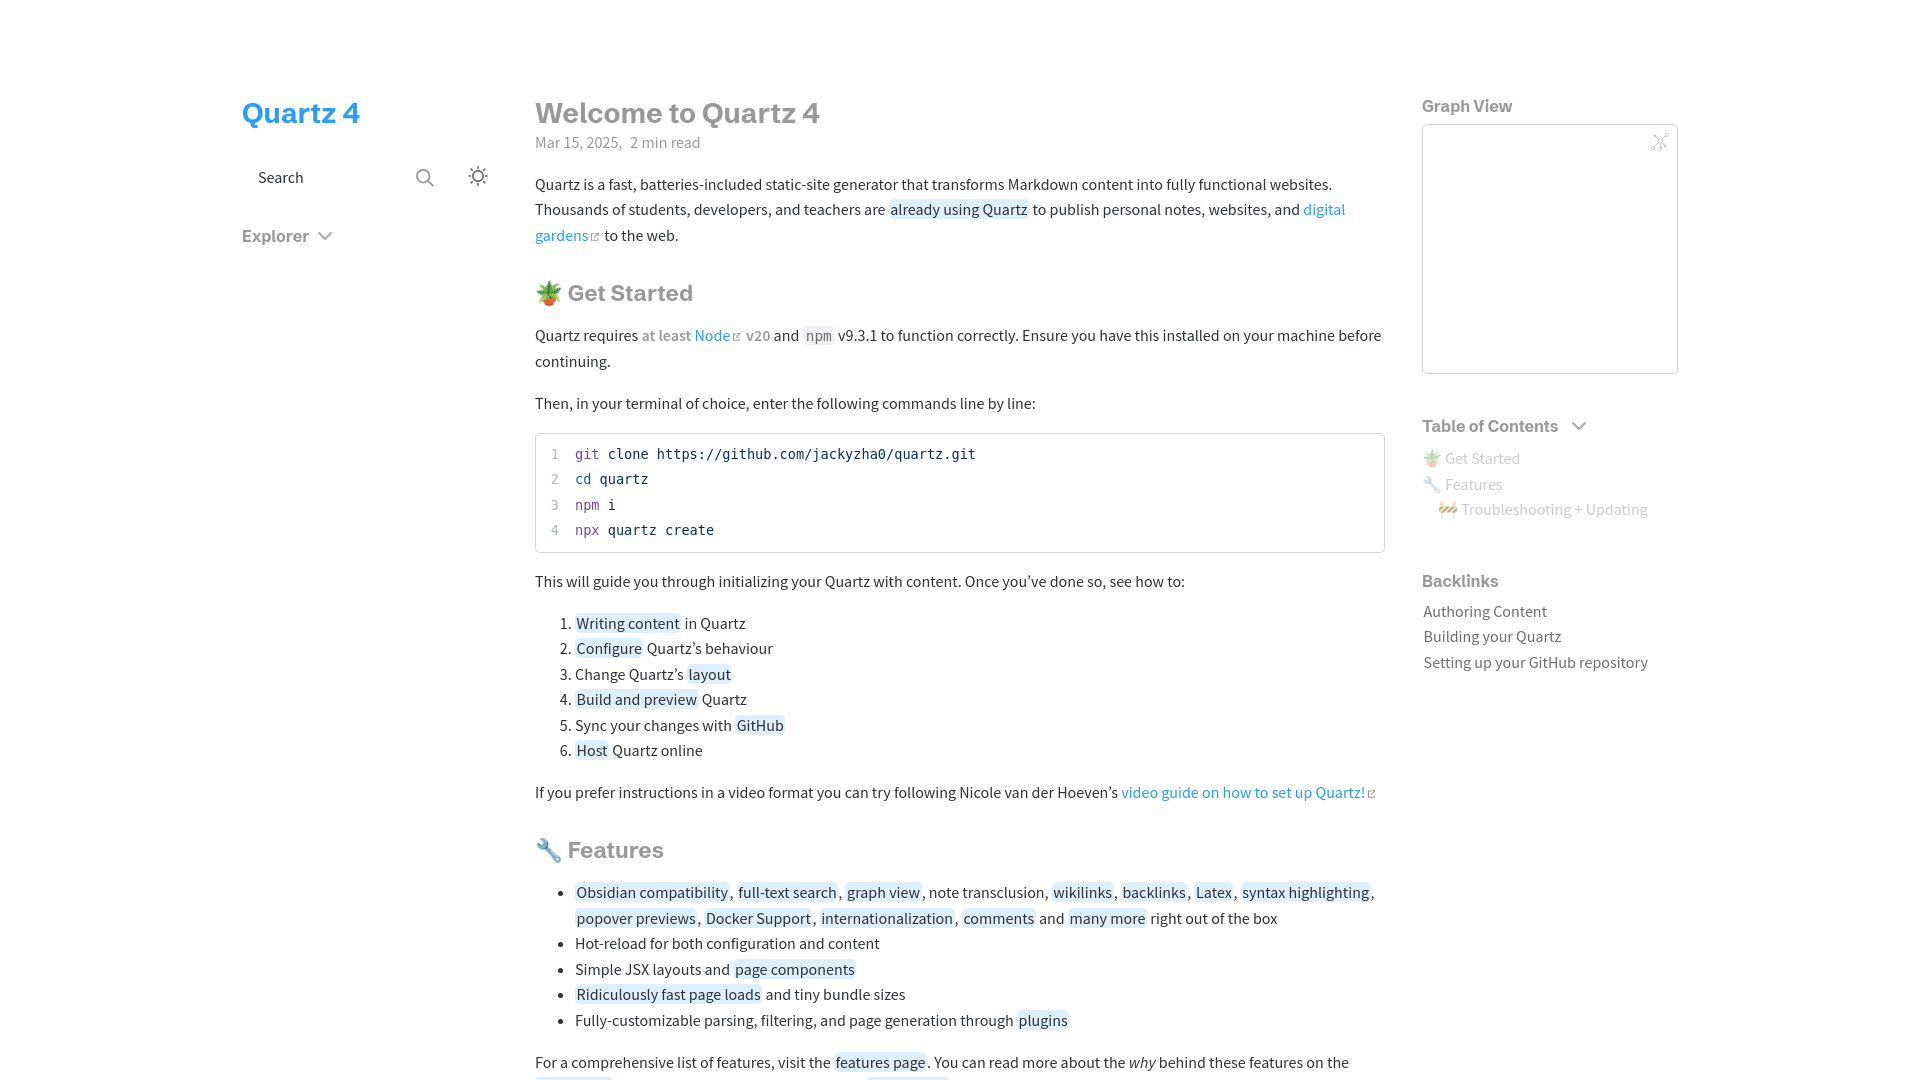 Quartz 4
Search
Explorer
Welcome to Quartz 4
Mar 15, 2025, 2 min read
Quartz is a fast, batteries-included static-site generator that transforms Markdown content into fully functional websites.
Thousands of students, developers, and teachers are already using Quartz to publish personal notes, websites, and digital
gardens to the web.
🪴 Get Started
Quartz requires at least Node v20 and npm v9.3.1 to function correctly. Ensure you have this installed on your machine before
continuing.
Then, in your terminal of choice, enter the following commands line by line:
1 git clone https://github.com/jackyzha0/quartz.git
2 cd quartz
3 npm i
4 npx quartz create
This will guide you through initializing your Quartz with content. Once you’ve done so, see how to:
1. Writing content in Quartz
2. Configure Quartz’s behaviour
3. Change Quartz’s layout
4. Build and preview Quartz
5. Sync your changes with GitHub
6. Host Quartz online
If you prefer instructions in a video format you can try following Nicole van der Hoeven’s video guide on how to set up Quartz!
🔧 Features
• Obsidian compatibility, full-text search, graph view, note transclusion, wikilinks, backlinks, Latex, syntax highlighting,
popover previews, Docker Support, internationalization, comments and many more right out of the box
• Hot-reload for both configuration and content
• Simple JSX layouts and page components
• Ridiculously fast page loads and tiny bundle sizes
• Fully-customizable parsing, filtering, and page generation through plugins
For a comprehensive list of features, visit the features page. You can read more about the why behind these features on the
Graph View
Table of Contents
🪴 Get Started
🔧 Features
🚧 Troubleshooting + Updating
Backlinks
Authoring Content
Building your Quartz
Setting up your GitHub repository